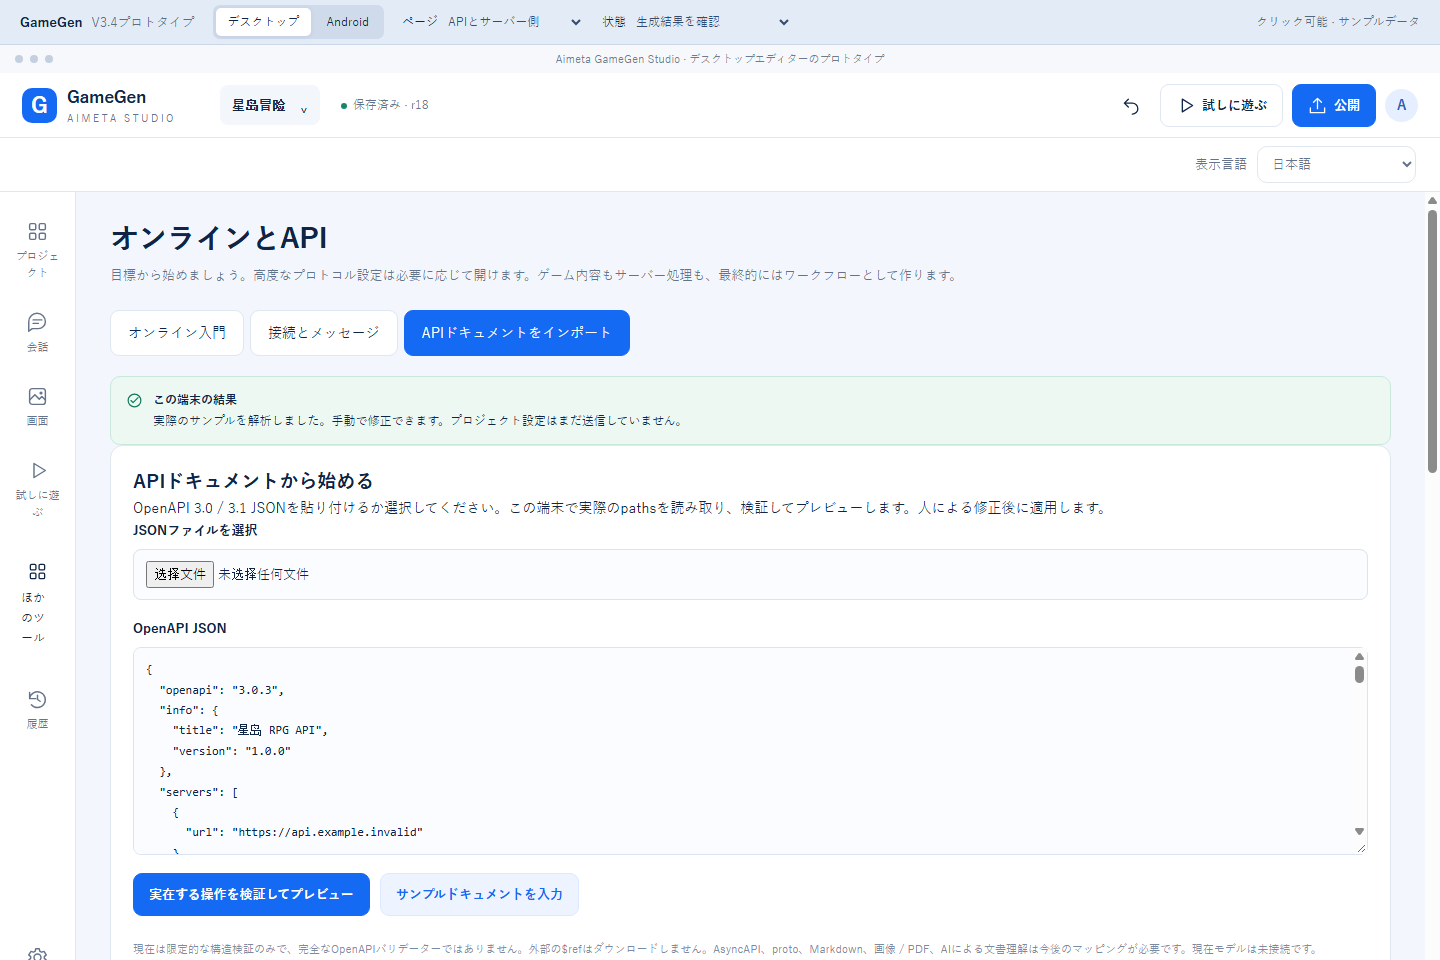 GameGen V3.4プロトタイプ デスクトップ Android ページ APIとサーバー側 状態 生成結果を確認 クリック可能 · サンプルデータ
Aimeta GameGen Studio · デスクトップエディターのプロトタイプ
G GameGen
AIMETA STUDIO
星岛冒险 v
保存済み · r18
試しに遊ぶ
公開
A
表示言語 日本語
プロジェ
クト
会話
画面
試しに遊
ぶ
ほか
のツ
ール
履歴
オンラインとAPI
目標から始めましょう。高度なプロトコル設定は必要に応じて開けます。ゲーム内容もサーバー処理も、最終的にはワークフローとして作ります。
オンライン入門 接続とメッセージ APIドキュメントをインポート
この端末の結果
実際のサンプルを解析しました。手動で修正できます。プロジェクト設定はまだ送信していません。
APIドキュメントから始める
OpenAPI 3.0 / 3.1 JSONを貼り付けるか選択してください。この端末で実際のpathsを読み取り、検証してプレビューします。人による修正後に適用します。
JSONファイルを選択
选择文件 未选择任何文件
OpenAPI JSON
{
"openapi": "3.0.3",
"info": {
"title": "星岛 RPG API",
"version": "1.0.0"
},
"servers": [
{
"url": "https://api.example.invalid"
}
実在する操作を検証してプレビュー サンプルドキュメントを入力
現在は限定的な構造検証のみで、完全なOpenAPIバリデーターではありません。外部の$refはダウンロードしません。AsyncAPI、proto、Markdown、画像 / PDF、AIによる文書理解は今後のマッピングが必要です。現在モデルは未接続です。